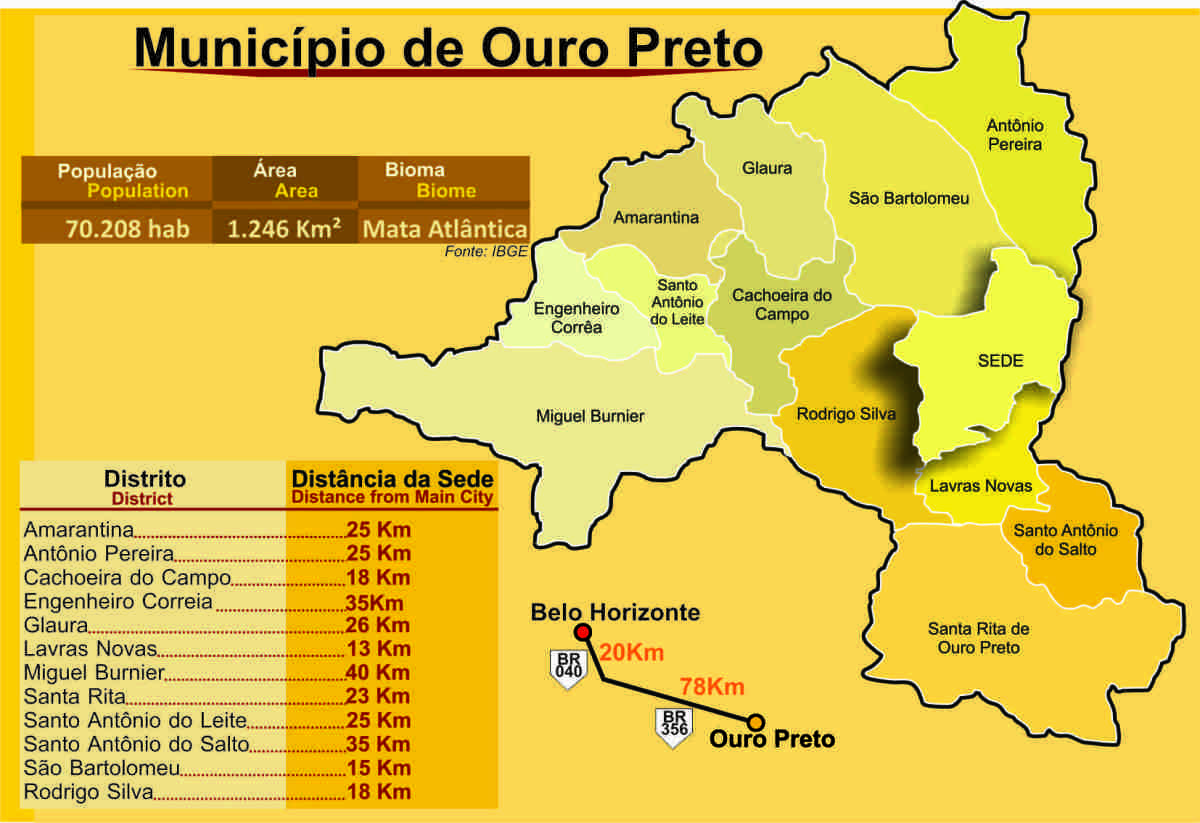 Município de Ouro Preto
População
Population
Área
Area
Bioma
Biome
70.208 hab
1.246 Km²
Mata Atlântica
Fonte: IBGE
Antônio
Pereira
Glaura
São Bartolomeu
Amarantina
Santo
Antônio
do Leite
Cachoeira do
Campo
Engenheiro
Corrêa
SEDE
Miguel Burnier
Rodrigo Silva
Lavras Novas
Santo Antônio
do Salto
Santa Rita de
Ouro Preto
Distrito
District
Distância da Sede
Distance from Main City
Amarantina 25 Km
Antônio Pereira 25 Km
Cachoeira do Campo 18 Km
Engenheiro Correia 35Km
Glaura 26 Km
Lavras Novas 13 Km
Miguel Burnier 40 Km
Santa Rita 23 Km
Santo Antônio do Leite 25 Km
Santo Antônio do Salto 35 Km
São Bartolomeu 15 Km
Rodrigo Silva 18 Km
Belo Horizonte
20Km
BR
040
78Km
BR
356
Ouro Preto